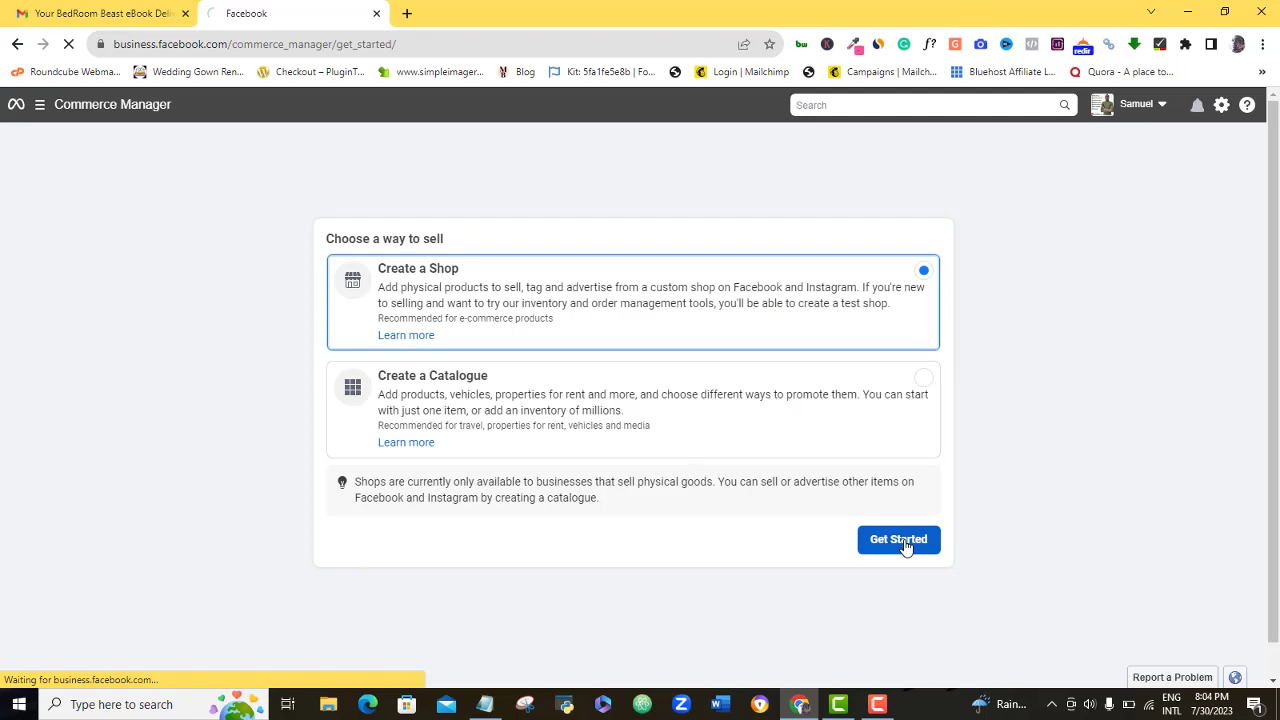 Your BedRoom Beast eBook Deli
Facebook
business.facebook.com/commerce_manager/get_started/
Roundcube Webma...
Wedding Gown Ren...
Checkout – PluginT...
www.simpleimager...
Blog
Kit: 5fa1fe5e8b | Fo...
Login | Mailchimp
Campaigns | Mailch...
Bluehost Affiliate L...
Quora - A place to...
Commerce Manager
Search
Samuel
Choose a way to sell
Create a Shop
Add physical products to sell, tag and advertise from a custom shop on Facebook and Instagram. If you're new
to selling and want to try our inventory and order management tools, you'll be able to create a test shop.
Recommended for e-commerce products
Learn more
Create a Catalogue
Add products, vehicles, properties for rent and more, and choose different ways to promote them. You can start
with just one item, or add an inventory of millions.
Recommended for travel, properties for rent, vehicles and media
Learn more
Shops are currently only available to businesses that sell physical goods. You can sell or advertise other items on
Facebook and Instagram by creating a catalogue.
Get Started
Waiting for business.facebook.com...
Report a Problem
Type here to search
Rain...
ENG
INTL
8:04 PM
7/30/2023